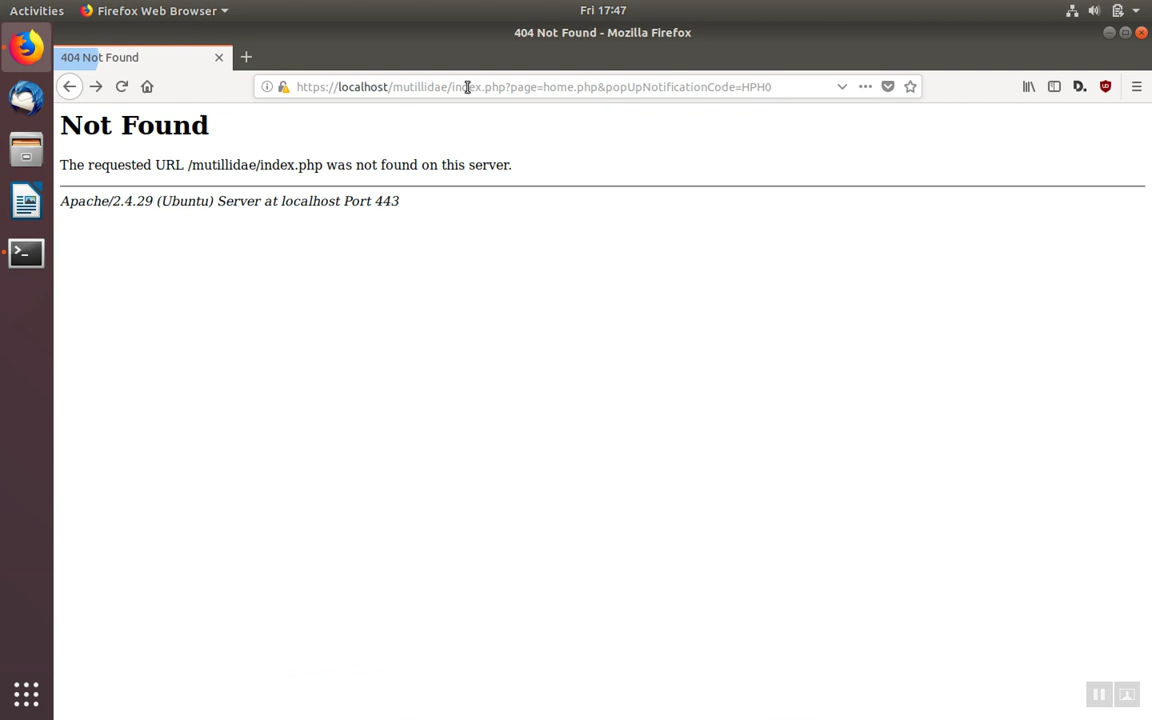 Activities Firefox Web Browser Fri 17:47
404 Not Found - Mozilla Firefox
404 Not Found
https://localhost/mutillidae/index.php?page=home.php&popUpNotificationCode=HPH0
Not Found
The requested URL /mutillidae/index.php was not found on this server.
Apache/2.4.29 (Ubuntu) Server at localhost Port 443